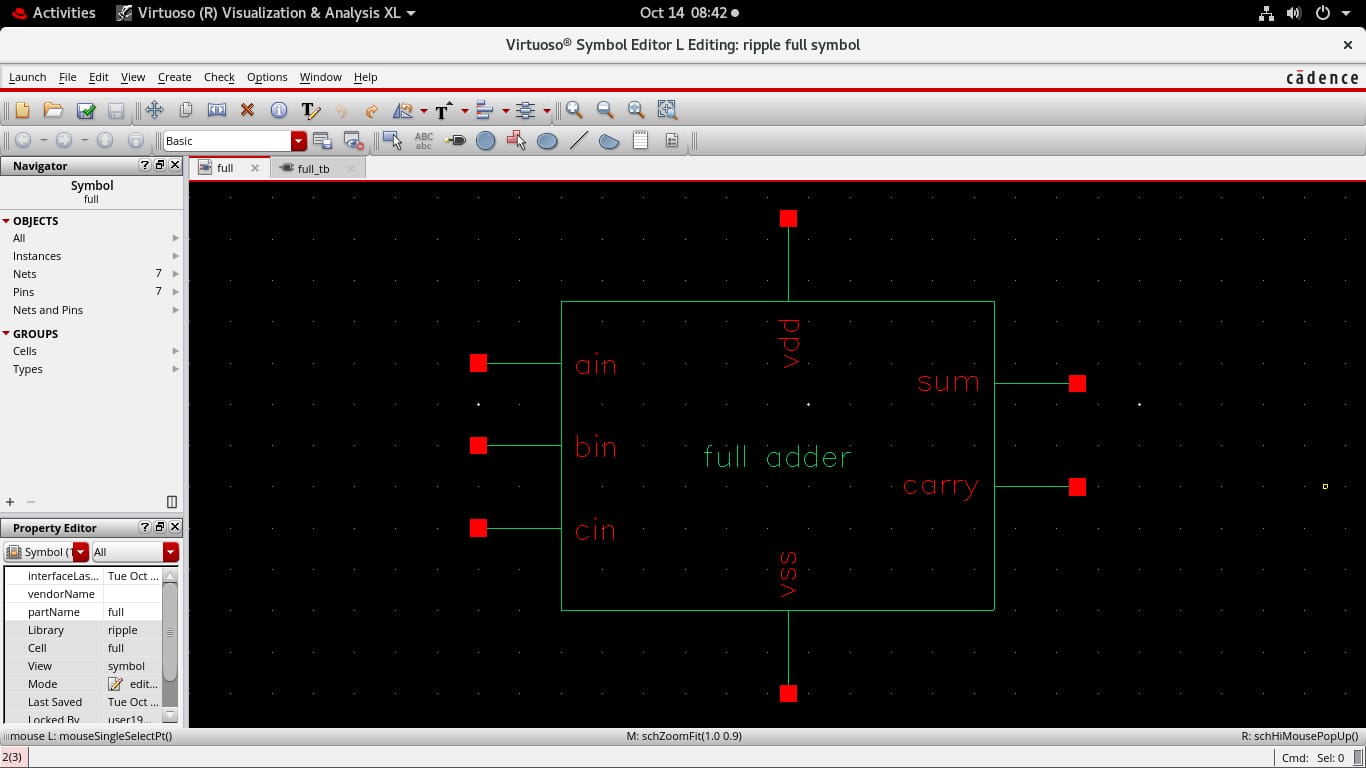 Activities Virtuoso (R) Visualization & Analysis XL Oct 14 08:42
Virtuoso® Symbol Editor L Editing: ripple full symbol
Launch File Edit View Create Check Options Window Help cādence
Basic ABC abc
Navigator full full_tb
Symbol
full
OBJECTS
All
Instances
Nets 7
Pins 7
Nets and Pins
GROUPS
Cells
Types
vdd
ain
sum
bin
full adder
carry
cin
vss
Property Editor
Symbol (1 All
interfaceLas... Tue Oct ...
vendorName
partName full
Library ripple
Cell full
View symbol
Mode edit...
Last Saved Tue Oct ...
Locked By user19...
mouse L: mouseSingleSelectPt() M: schZoomFit(1.0 0.9) R: schHiMousePopUp()
2(3) Cmd: Sel: 0